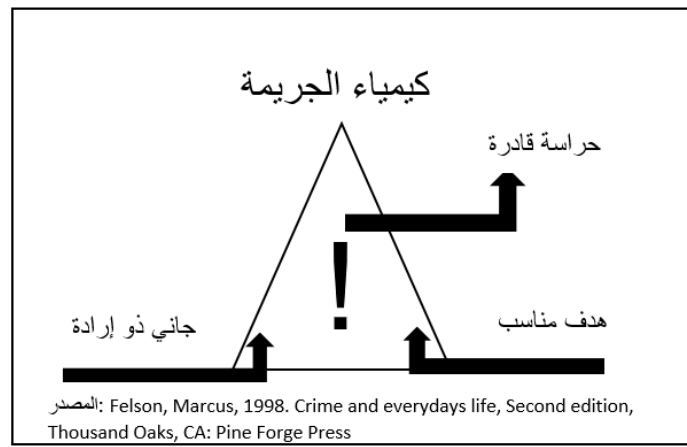 كيمياء الجريمة
حراسة قادرة
!
جاني ذو إرادة
هدف مناسب
المصدر: Felson, Marcus, 1998. Crime and everydays life, Second edition,
Thousand Oaks, CA: Pine Forge Press